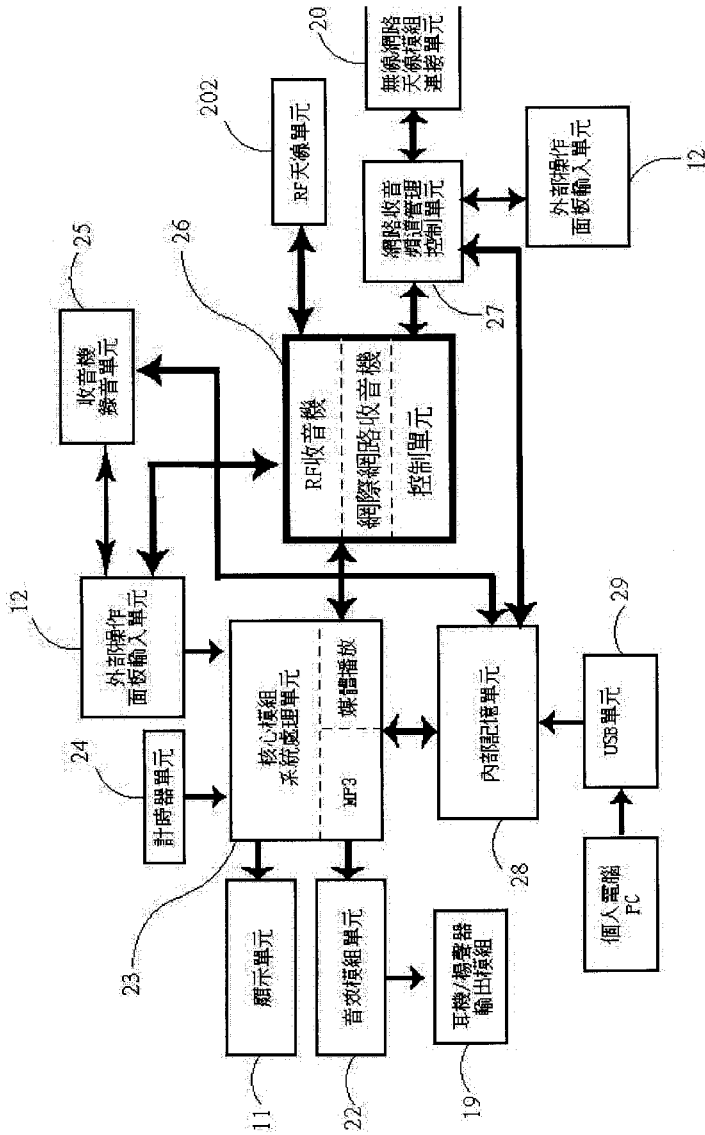 20
無線網路
天線模組
連接單元
202
RF天線單元
12
外部操作
面板輸入單元
網路收音
頻道管理
控制單元
27
26
25
收音機
錄音單元
RF收音機
網際網路收音機
控制單元
12
外部操作
面板輸入單元
24
計時器單元
核心模組
系統處理單元
MP3
媒體播放
23
內部記憶單元
28
29
USB單元
個人電腦
PC
顯示單元
11
音效模組單元
22
耳機/楊聲器
輸出模組
19